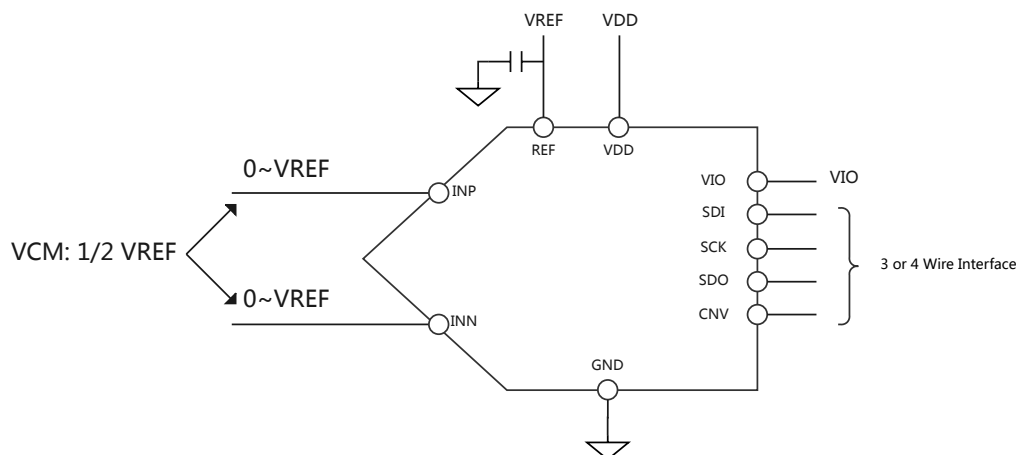 VREF
VDD
REF
VDD
0~VREF
INP
VCM: 1/2 VREF
0~VREF
INN
VIO
VIO
SDI
SCK
SDO
CNV
3 or 4 Wire Interface
GND